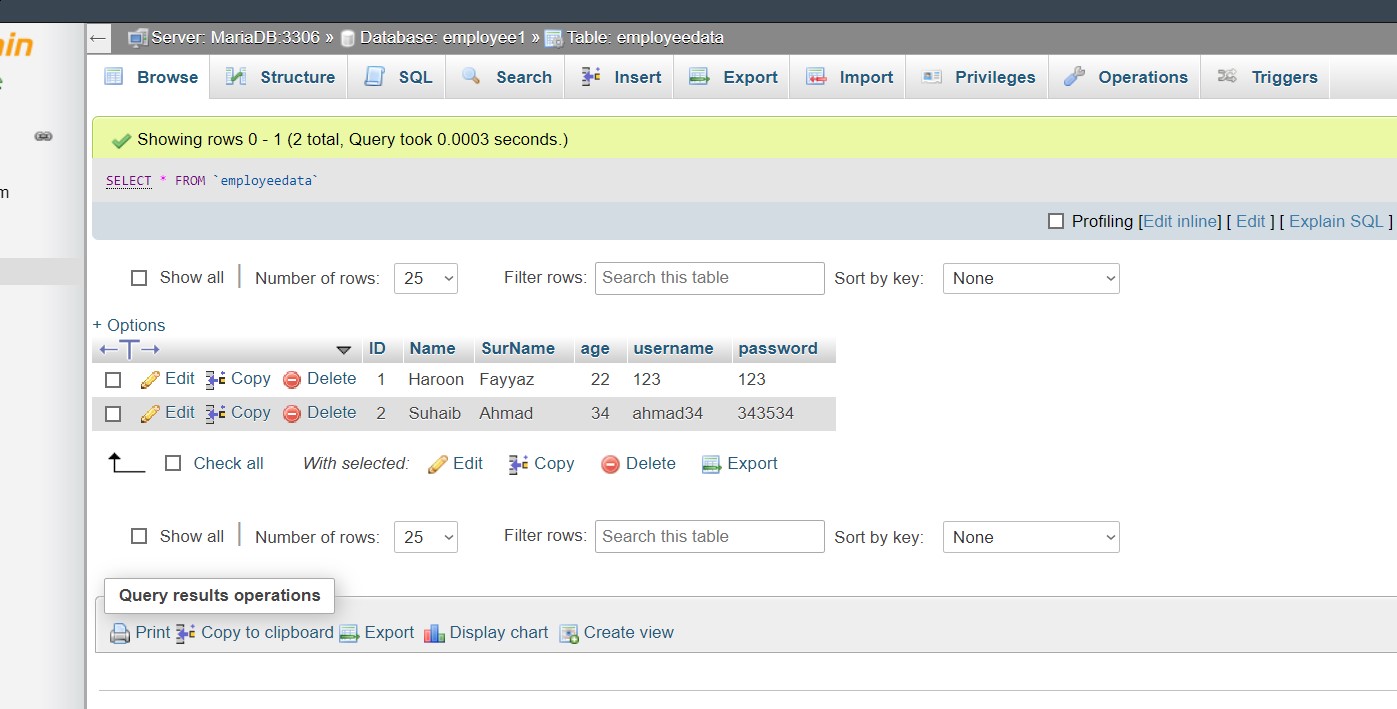 in
Server: MariaDB:3306 » Database: employee1 » Table: employeedata
Browse Structure SQL Search Insert Export Import Privileges Operations Triggers
Showing rows 0 - 1 (2 total, Query took 0.0003 seconds.)
SELECT * FROM `employeedata`
m
Profiling [Edit inline] [ Edit ] [ Explain SQL ]
Show all | Number of rows: 25 Filter rows: Search this table Sort by key: None
+ Options
←T→ ID Name SurName age username password
Edit Copy Delete 1 Haroon Fayyaz 22 123 123
Edit Copy Delete 2 Suhaib Ahmad 34 ahmad34 343534
Check all With selected: Edit Copy Delete Export
Show all | Number of rows: 25 Filter rows: Search this table Sort by key: None
Query results operations
Print Copy to clipboard Export Display chart Create view